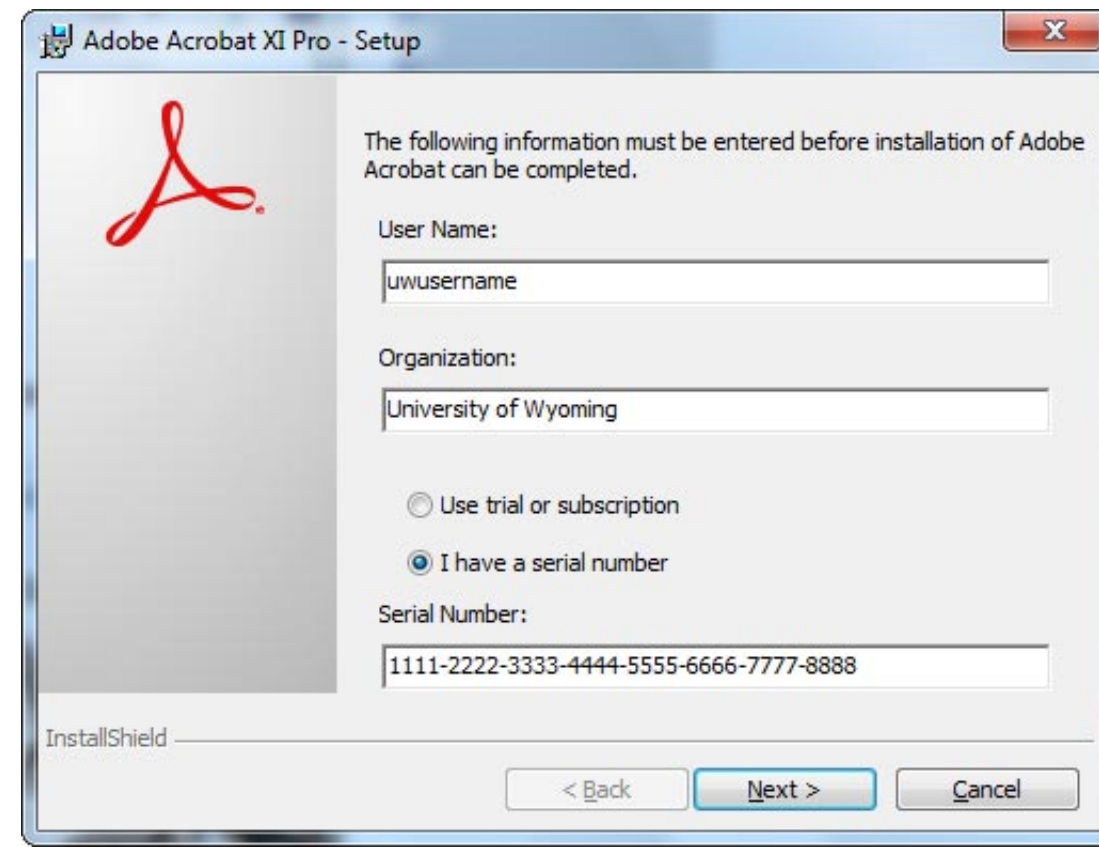 Adobe Acrobat XI Pro - Setup
The following information must be entered before installation of Adobe
Acrobat can be completed.
User Name:
uwusername
Organization:
University of Wyoming
Use trial or subscription
I have a serial number
Serial Number:
1111-2222-3333-4444-5555-6666-7777-8888
InstallShield
< Back
Next >
Cancel